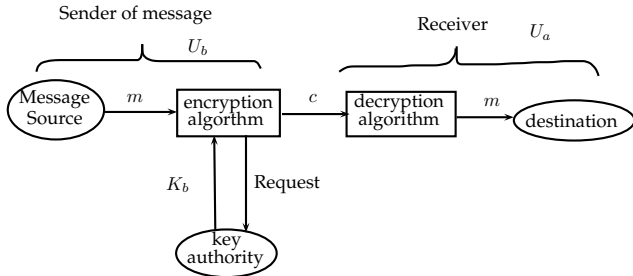 Sender of message
Receiver
U_b
U_a
Message
Source
m
encryption
algorithm
c
decryption
algorithm
m
destination
K_b
Request
key
authority